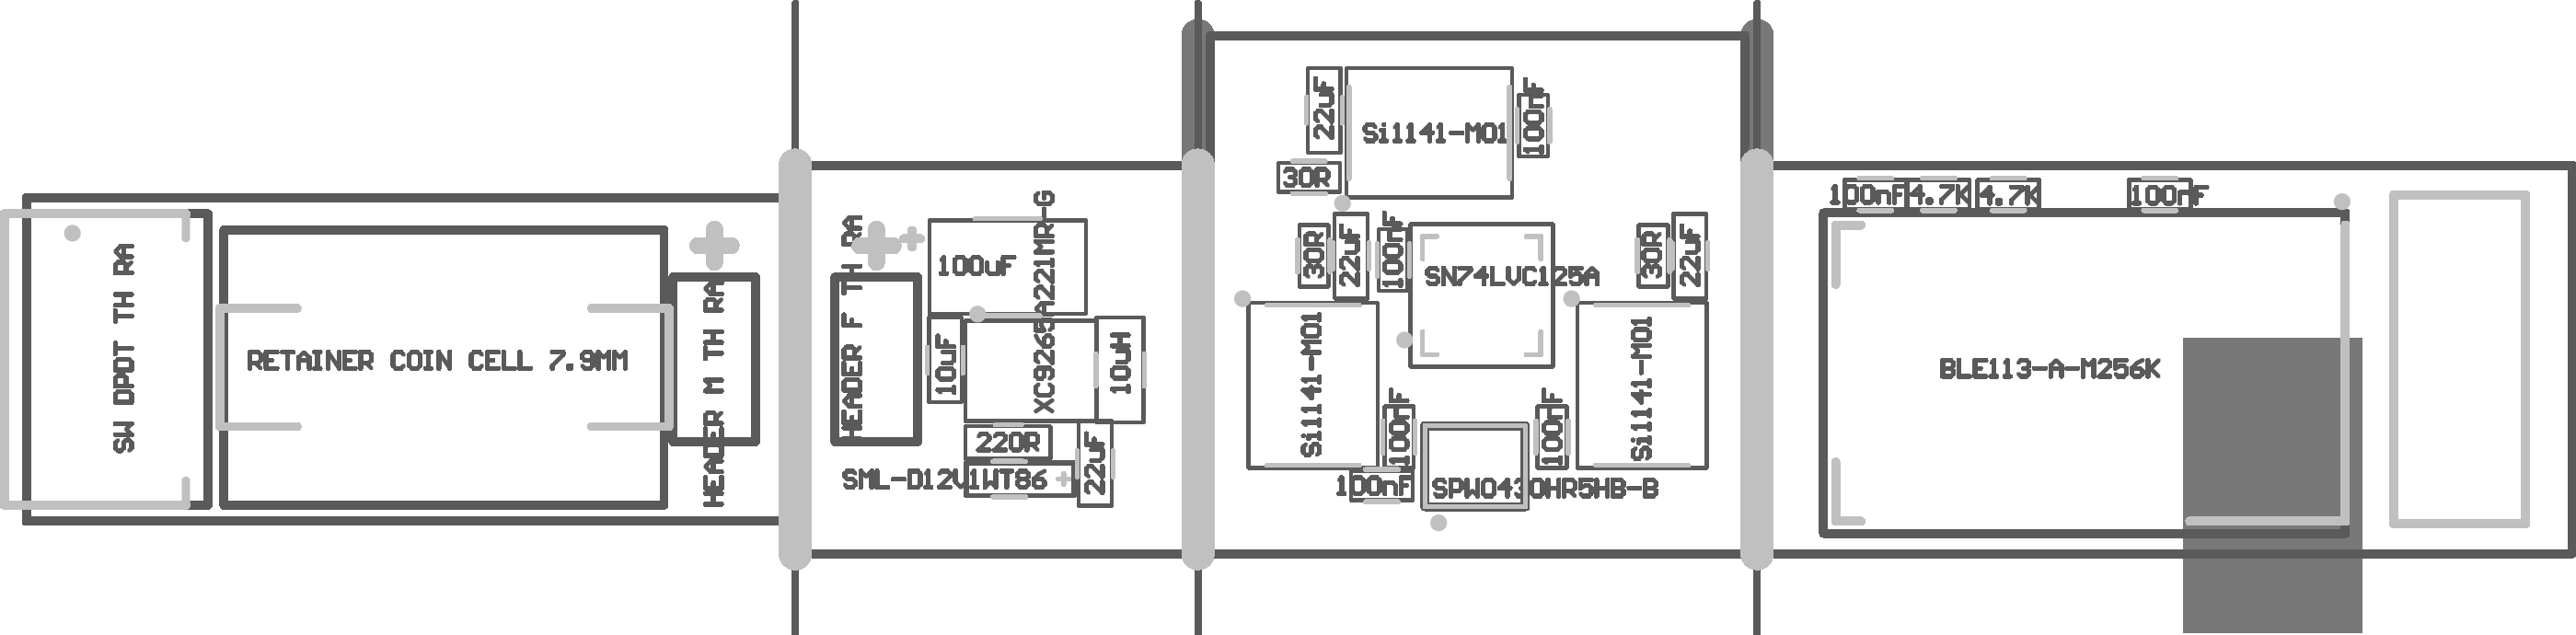 SW DPDT TH RA
RETAINER COIN CELL 7.9MM
HEADER M TH RA
HEADER F TH RA
100uF
XC9265A221MR-G
10uF
10uH
220R
22uF
SML-D12V1WT86
22uF
Si1141-M01
100nF
30R
30R
22uF
100nF
SN74LVC125A
30R
22uF
Si1141-M01
Si1141-M01
100nF
100nF
100nF
SPW0430HR5HB-B
100nF
4.7K
4.7K
100nF
BLE113-A-M256K